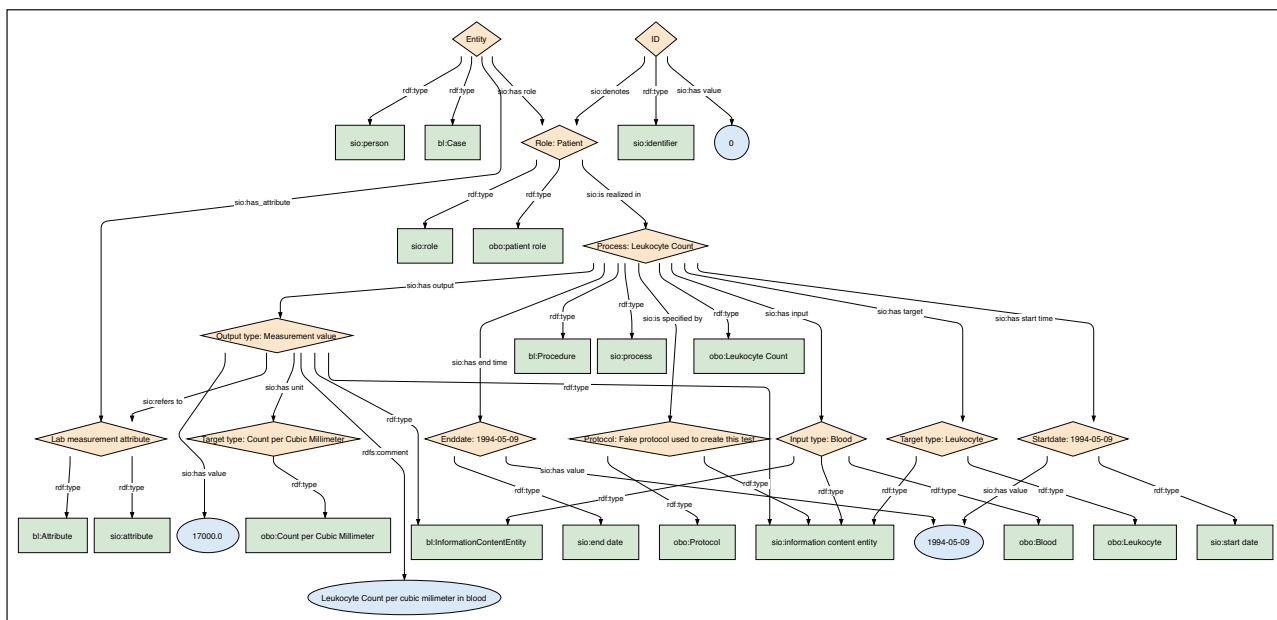 Entity
ID
rdf:type
rdf:type
sio:has role
sio:denotes
rdf:type
sio:has value
sio:person
bl:Case
Role: Patient
sio:identifier
0
sio:has_attribute
rdf:type
rdf:type
sio:is realized in
sio:role
obo:patient role
Process: Leukocyte Count
sio:has output
rdf:type
rdf:type
sio:is specified by
rdf:type
sio:has input
sio:has target
sio:has start time
Output type: Measurement value
sio:has end time
bl:Procedure
sio:process
obo:Leukocyte Count
sio:refers to
sio:has unit
rdf:type
rdf:type
Lab measurement attribute
Target type: Count per Cubic Millimeter
rdfs:comment
Enddate: 1994-05-09
Protocol: Fake protocol used to create this test
Input type: Blood
Target type: Leukocyte
Startdate: 1994-05-09
rdf:type
rdf:type
sio:has value
rdf:type
rdf:type
rdf:type
sio:has value
rdf:type
rdf:type
rdf:type
rdf:type
rdf:type
sio:has value
rdf:type
rdf:type
bl:Attribute
sio:attribute
17000.0
obo:Count per Cubic Millimeter
bl:InformationContentEntity
sio:end date
obo:Protocol
sio:information content entity
1994-05-09
obo:Blood
obo:Leukocyte
sio:start date
Leukocyte Count per cubic milimeter in blood